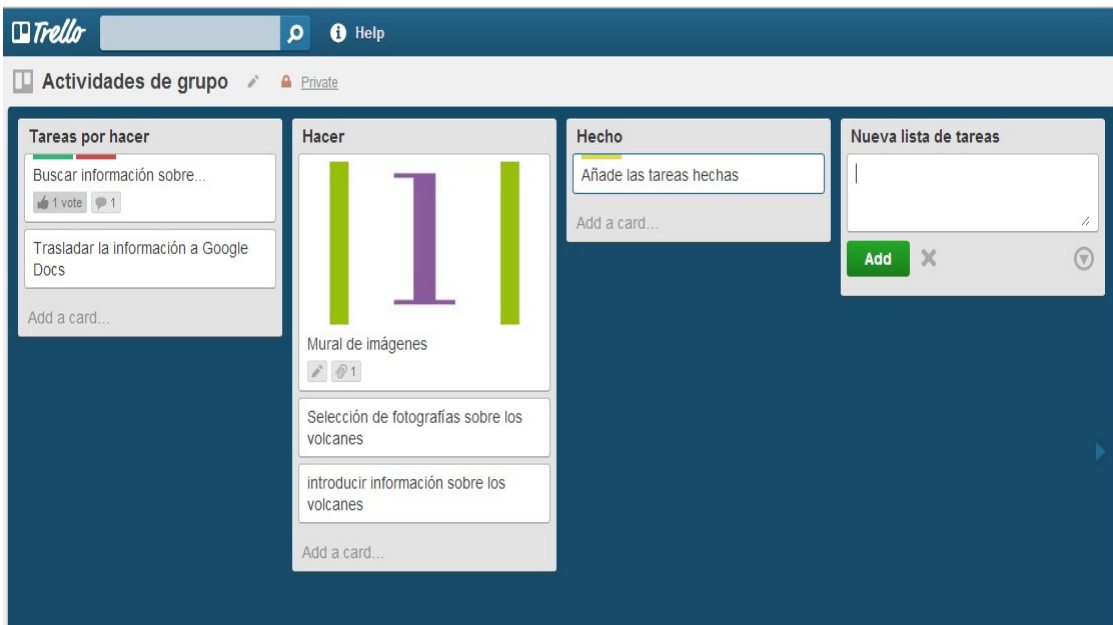 Trello
Help
Actividades de grupo
Private
Tareas por hacer
Buscar información sobre...
1 vote
1
Trasladar la información a Google
Docs
Add a card...
Hacer
1
Mural de imágenes
1
Selección de fotografías sobre los
volcanes
introducir información sobre los
volcanes
Add a card...
Hecho
Añade las tareas hechas
Add a card...
Nueva lista de tareas
Add